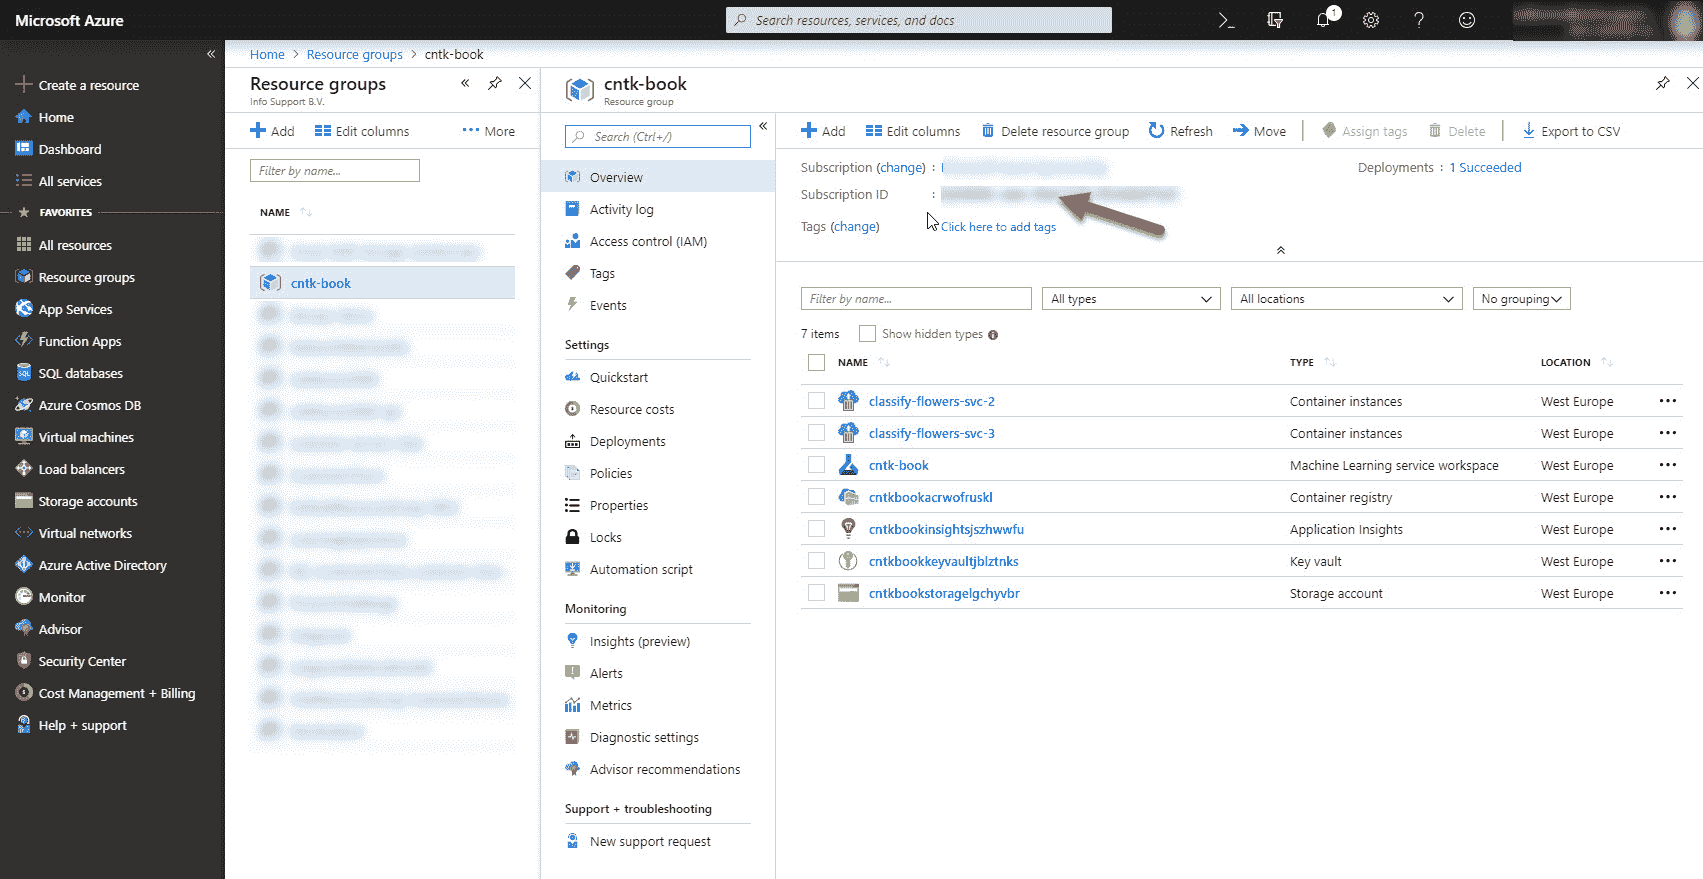 Microsoft Azure
Search resources, services, and docs
1
Home > Resource groups > cntk-book
Create a resource
Home
Dashboard
All services
FAVORITES
All resources
Resource groups
App Services
Function Apps
SQL databases
Azure Cosmos DB
Virtual machines
Load balancers
Storage accounts
Virtual networks
Azure Active Directory
Monitor
Advisor
Security Center
Cost Management + Billing
Help + support
Resource groups
Info Support B.V.
Add Edit columns More
Filter by name...
NAME
cntk-book
cntk-book
Resource group
Search (Ctrl+/)
Overview
Activity log
Access control (IAM)
Tags
Events
Settings
Quickstart
Resource costs
Deployments
Policies
Properties
Locks
Automation script
Monitoring
Insights (preview)
Alerts
Metrics
Diagnostic settings
Advisor recommendations
Support + troubleshooting
New support request
Add Edit columns Delete resource group Refresh Move Assign tags Delete Export to CSV
Subscription (change) :
Deployments : 1 Succeeded
Subscription ID :
Tags (change) Click here to add tags
Filter by name... All types All locations No grouping
7 items Show hidden types
NAME TYPE LOCATION
classify-flowers-svc-2 Container instances West Europe
classify-flowers-svc-3 Container instances West Europe
cntk-book Machine Learning service workspace West Europe
cntkbookacrwofruskl Container registry West Europe
cntkbookinsightsjszhwwfu Application Insights West Europe
cntkbookkeyvaultjblztnks Key vault West Europe
cntkbookstoragelgchyvbr Storage account West Europe